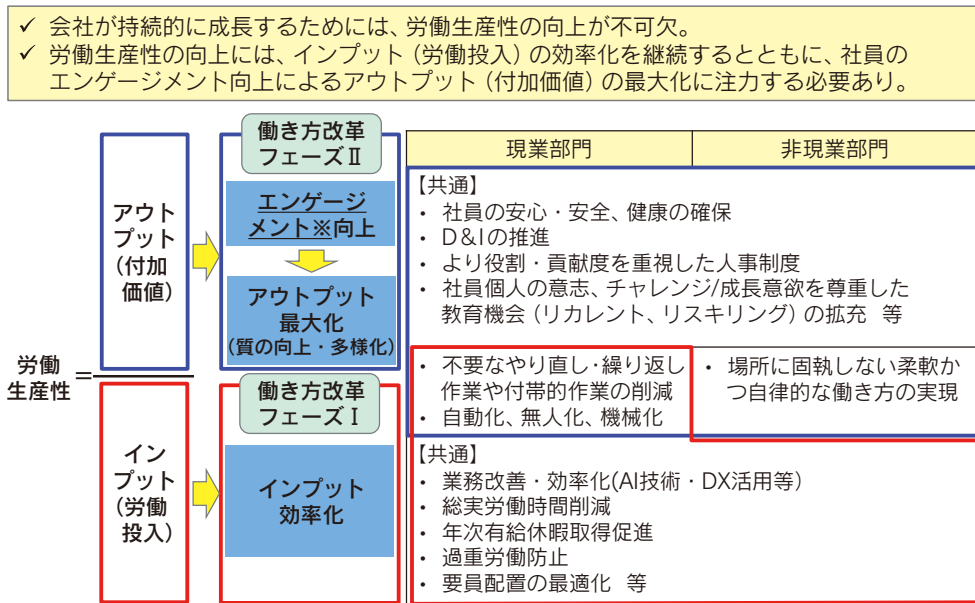 ✓ 会社が持続的に成長するためには、労働生産性の向上が不可欠。
✓ 労働生産性の向上には、インプット（労働投入）の効率化を継続するとともに、社員の
エンゲージメント向上によるアウトプット（付加価値）の最大化に注力する必要あり。
労働
生産性
=
アウト
プット
(付加
価値)
イン
プット
(労働
投入)
働き方改革
フェーズⅡ
エンゲージ
メント※向上
アウトプット
最大化
(質の向上・多様化)
働き方改革
フェーズⅠ
インプット
効率化
現業部門
非現業部門
【共通】
・ 社員の安心・安全、健康の確保
・ D&Iの推進
・ より役割・貢献度を重視した人事制度
・ 社員個人の意志、チャレンジ/成長意欲を尊重した
教育機会（リカレント、リスキリング）の拡充 等
・ 不要なやり直し・繰り返し
作業や付帯的作業の削減
・ 自動化、無人化、機械化
・ 場所に固執しない柔軟か
つ自律的な働き方の実現
【共通】
・ 業務改善・効率化(AI技術・DX活用等)
・ 総実労働時間削減
・ 年次有給休暇取得促進
・ 過重労働防止
・ 要員配置の最適化 等